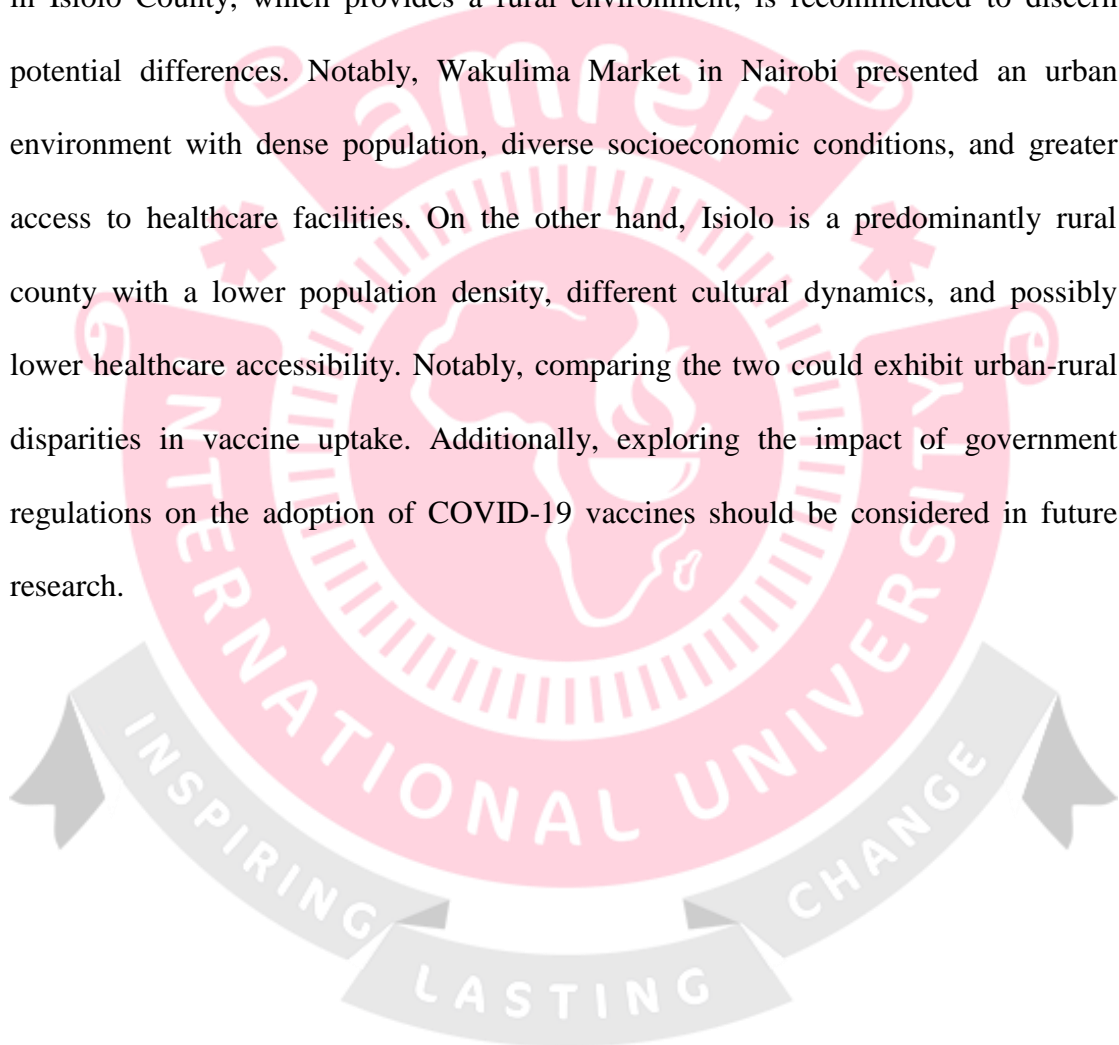 in Isiolo County, which provides a rural environment, is recommended to discern
potential differences. Notably, Wakulima Market in Nairobi presented an urban
environment with dense population, diverse socioeconomic conditions, and greater
access to healthcare facilities. On the other hand, Isiolo is a predominantly rural
county with a lower population density, different cultural dynamics, and possibly
lower healthcare accessibility. Notably, comparing the two could exhibit urban-rural
disparities in vaccine uptake. Additionally, exploring the impact of government
regulations on the adoption of COVID-19 vaccines should be considered in future
research.
amref
INTERNATIONAL UNIVERSITY
INSPIRING
LASTING
CHANGE